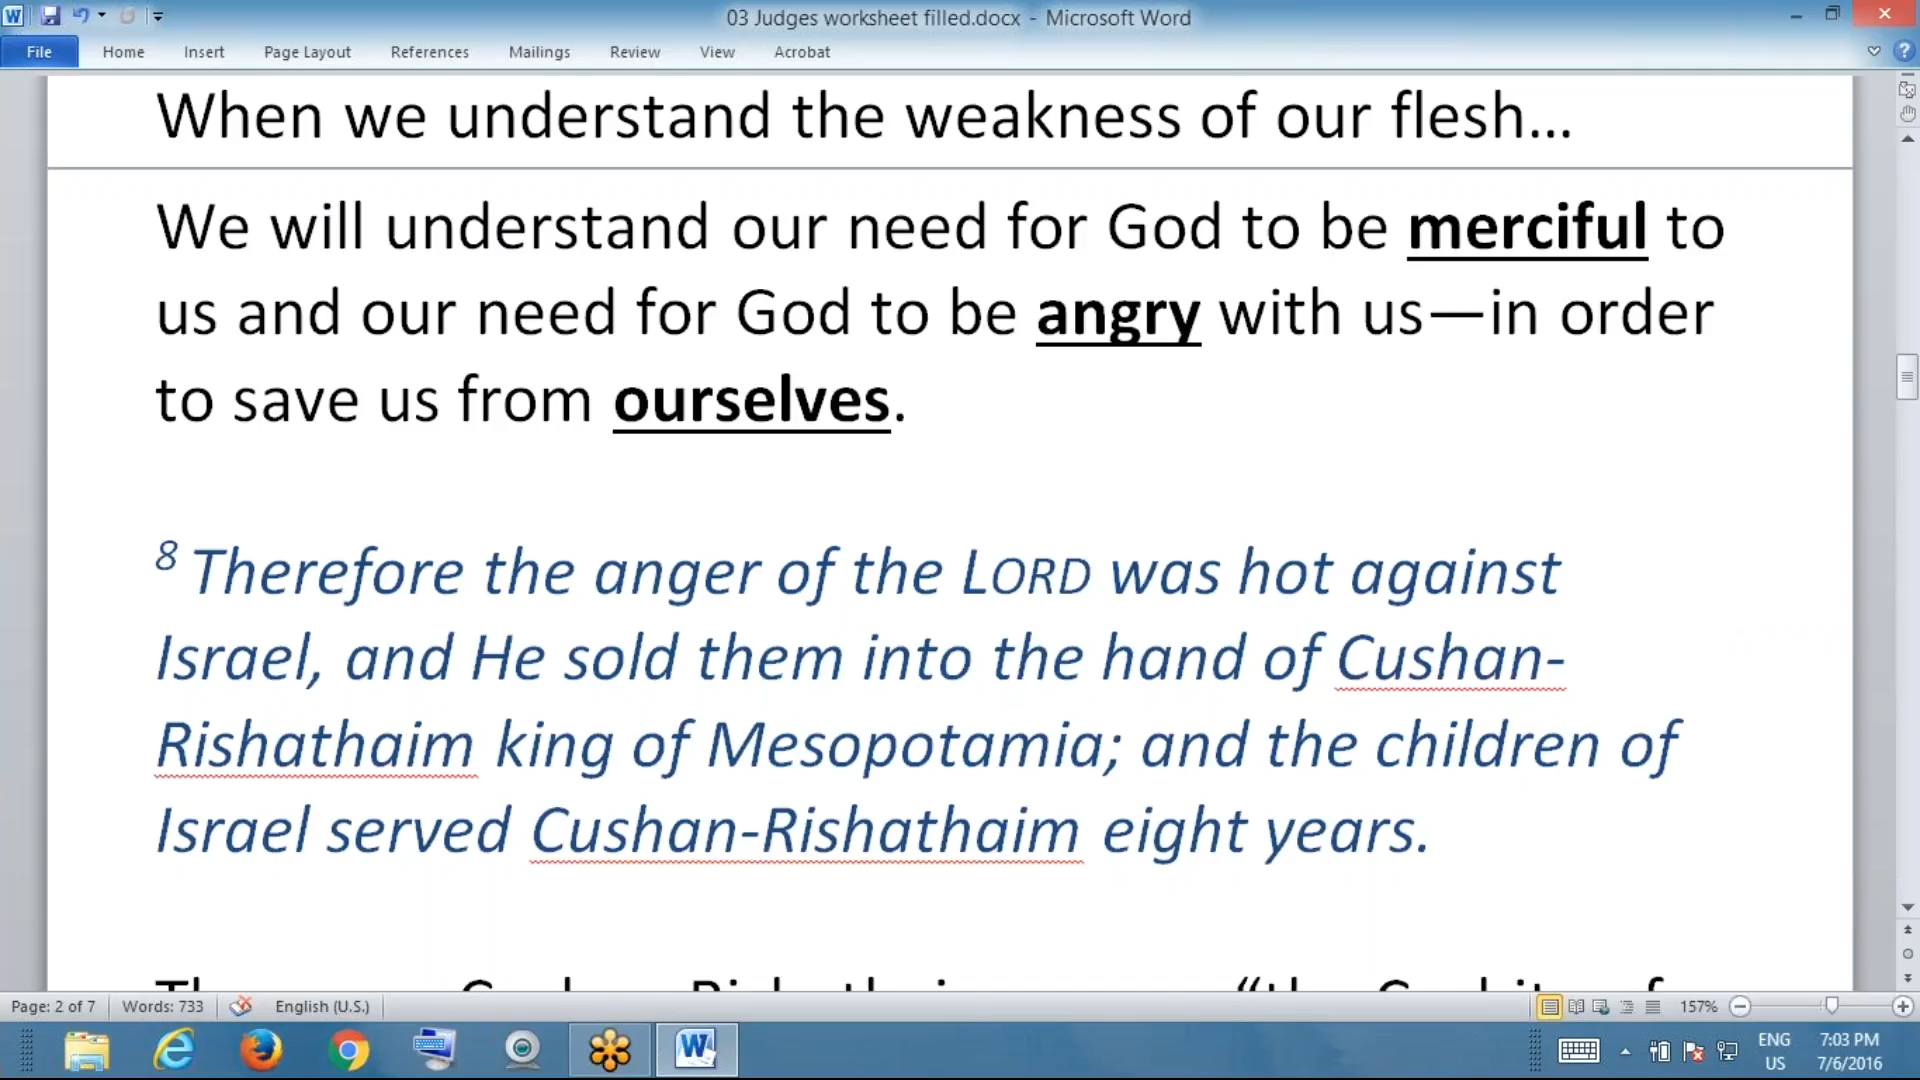 03 Judges worksheet filled.docx - Microsoft Word
File Home Insert Page Layout References Mailings Review View Acrobat
When we understand the weakness of our flesh...
We will understand our need for God to be merciful to
us and our need for God to be angry with us—in order
to save us from ourselves.
8 Therefore the anger of the LORD was hot against
Israel, and He sold them into the hand of Cushan-
Rishathaim king of Mesopotamia; and the children of
Israel served Cushan-Rishathaim eight years.
Page: 2 of 7 Words: 733 English (U.S.) 157%
ENG 7:03 PM
US 7/6/2016